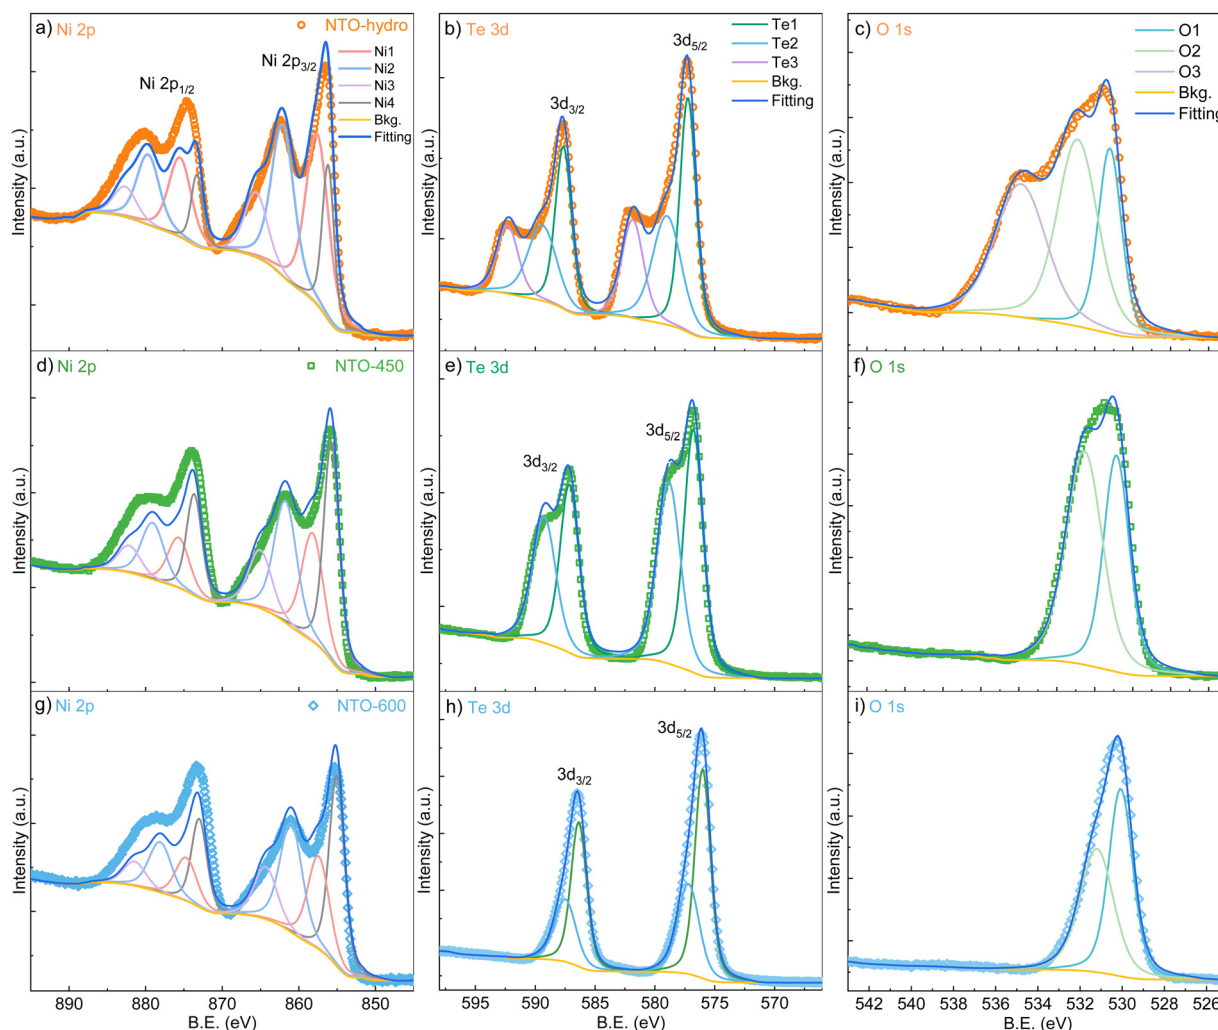 a) Ni 2p
NTO-hydro
Ni 2p1/2
Ni 2p3/2
Ni1
Ni2
Ni3
Ni4
Bkg.
Fitting
Intensity (a.u.)
b) Te 3d
3d3/2
3d5/2
Te1
Te2
Te3
Bkg.
Fitting
Intensity (a.u.)
c) O 1s
O1
O2
O3
Bkg.
Fitting
Intensity (a.u.)
d) Ni 2p
NTO-450
Intensity (a.u.)
e) Te 3d
3d3/2
3d5/2
Intensity (a.u.)
f) O 1s
Intensity (a.u.)
g) Ni 2p
NTO-600
Intensity (a.u.)
890 880 870 860 850
B.E. (eV)
h) Te 3d
3d3/2
3d5/2
Intensity (a.u.)
595 590 585 580 575 570
B.E. (eV)
i) O 1s
Intensity (a.u.)
542 540 538 536 534 532 530 528 526
B.E. (eV)